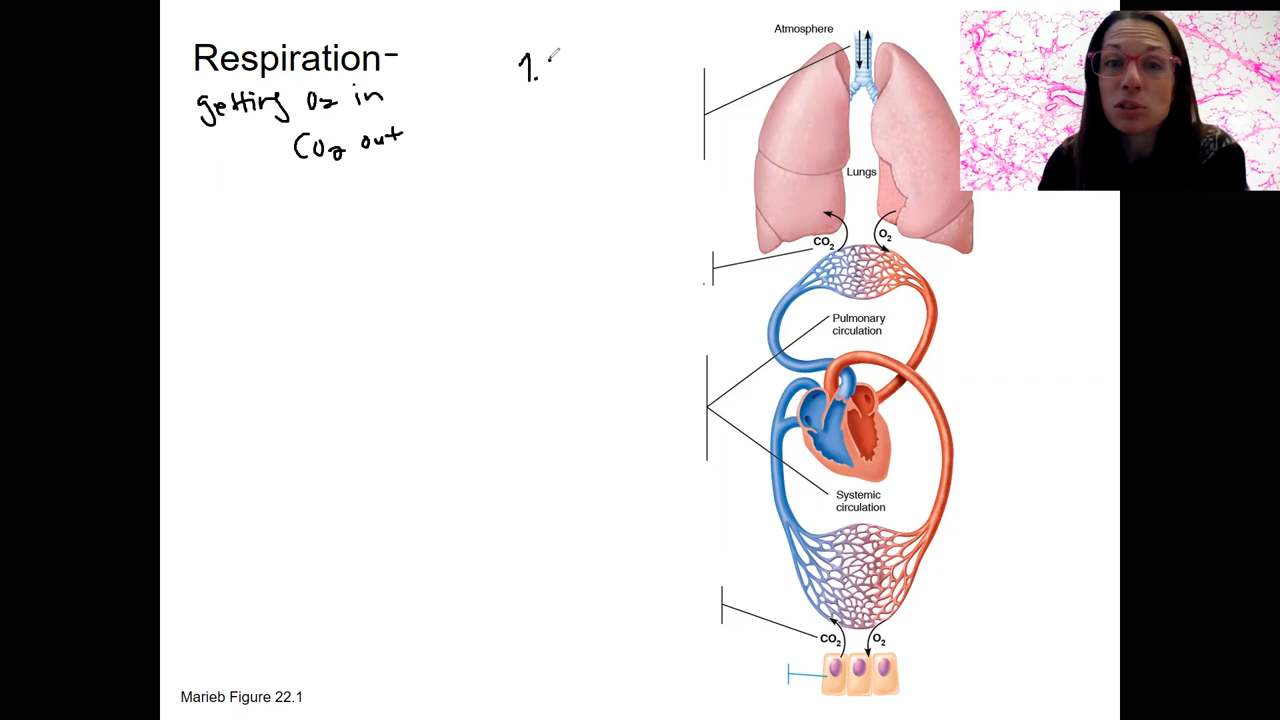 Respiration-
getting O2 in
CO2 out
1.
Atmosphere
Lungs
CO2
O2
Pulmonary
circulation
Systemic
circulation
CO2
O2
Marieb Figure 22.1